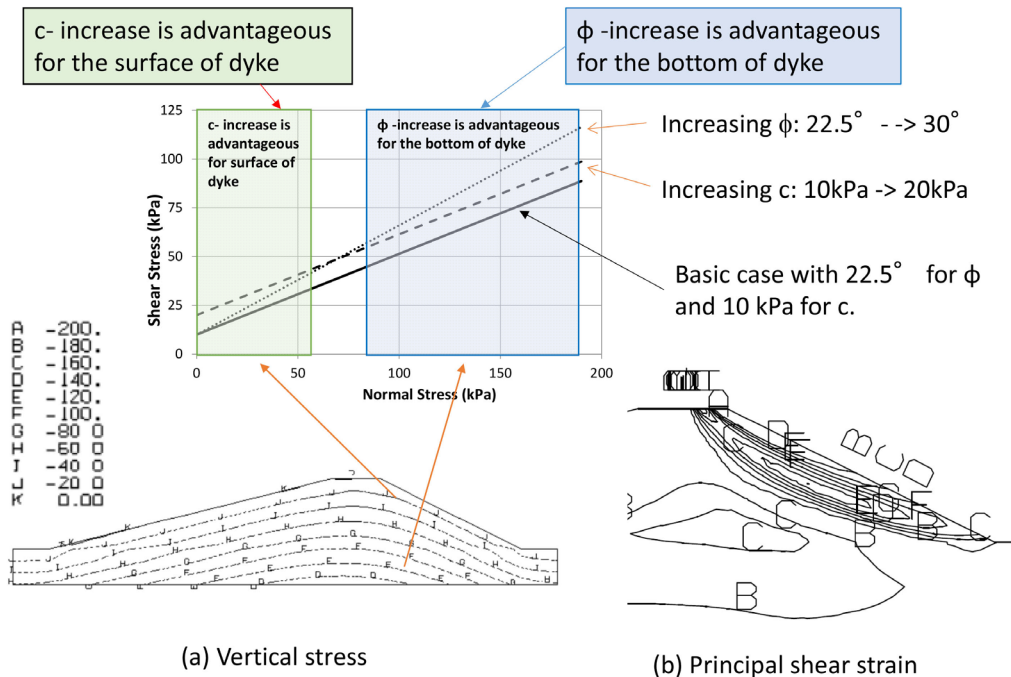 c- increase is advantageous
for the surface of dyke
ϕ -increase is advantageous
for the bottom of dyke
125
100
75
50
25
0
Shear Stress (kPa)
c- increase is
advantageous
for surface of
dyke
ϕ -increase is advantageous
for the bottom of dyke
0
50
100
150
200
Normal Stress (kPa)
Increasing ϕ: 22.5° - -> 30°
Increasing c: 10kPa -> 20kPa
Basic case with 22.5° for ϕ
and 10 kPa for c.
A -200.
B -180.
C -160.
D -140.
E -120.
F -100.
G -80 0
H -60 0
I -40 0
J -20 0
K 0.00
(a) Vertical stress
(b) Principal shear strain